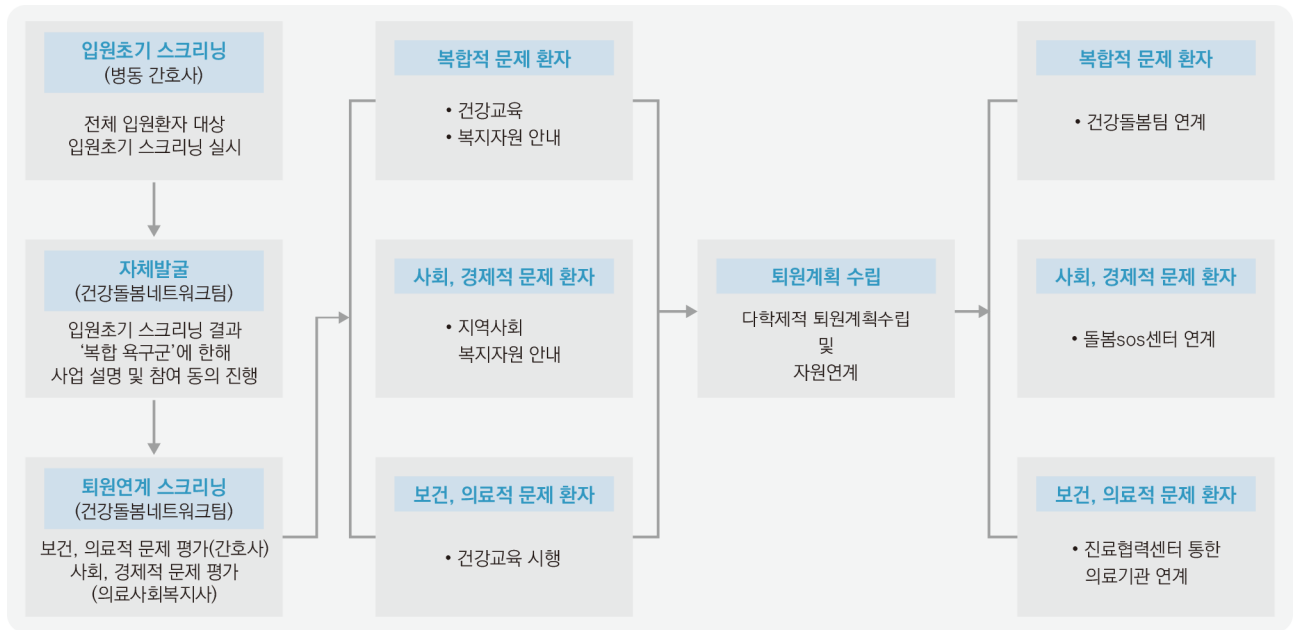 입원초기 스크리닝
(병동 간호사)
전체 입원환자 대상
입원초기 스크리닝 실시
자체발굴
(건강돌봄네트워크팀)
입원초기 스크리닝 결과
‘복합 욕구군’에 한해
사업 설명 및 참여 동의 진행
퇴원연계 스크리닝
(건강돌봄네트워크팀)
보건, 의료적 문제 평가(간호사)
사회, 경제적 문제 평가
(의료사회복지사)
복합적 문제 환자
• 건강교육
• 복지자원 안내
사회, 경제적 문제 환자
• 지역사회
복지자원 안내
보건, 의료적 문제 환자
• 건강교육 시행
퇴원계획 수립
다학제적 퇴원계획수립
및
자원연계
복합적 문제 환자
• 건강돌봄팀 연계
사회, 경제적 문제 환자
• 돌봄sos센터 연계
보건, 의료적 문제 환자
• 진료협력센터 통한
의료기관 연계